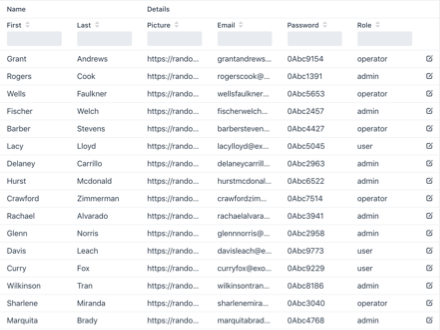 Name Details
First Last Picture Email Password Role
Grant Andrews https://rando... grantandrews... 0Abc9154 operator
Rogers Cook https://rando... rogerscook@... 0Abc1391 admin
Wells Faulkner https://rando... wellsfaulkner... 0Abc5653 operator
Fischer Welch https://rando... fischerwelch... 0Abc2457 admin
Barber Stevens https://rando... barbersteven... 0Abc4427 operator
Lacy Lloyd https://rando... lacylloyd@ex... 0Abc5045 user
Delaney Carrillo https://rando... delaneycarrill... 0Abc2963 admin
Hurst Mcdonald https://rando... hurstmcdonal... 0Abc6522 admin
Crawford Zimmerman https://rando... crawfordzim... 0Abc7514 operator
Rachael Alvarado https://rando... rachaelalvara... 0Abc3941 admin
Glenn Norris https://rando... glennnorris@... 0Abc2958 admin
Davis Leach https://rando... davisleach@e... 0Abc9773 user
Curry Fox https://rando... curryfox@exa... 0Abc9229 user
Wilkinson Tran https://rando... wilkinsontran... 0Abc8186 admin
Sharlene Miranda https://rando... sharlenemira... 0Abc3040 operator
Marquita Brady https://rando... marquitabrad... 0Abc4768 admin